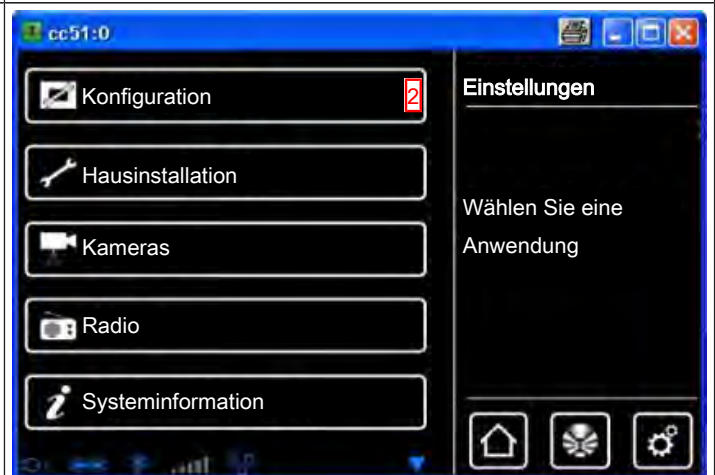 cc51:0
Konfiguration 2
Hausinstallation
Kameras
Radio
Systeminformation
Einstellungen
Wählen Sie eine
Anwendung